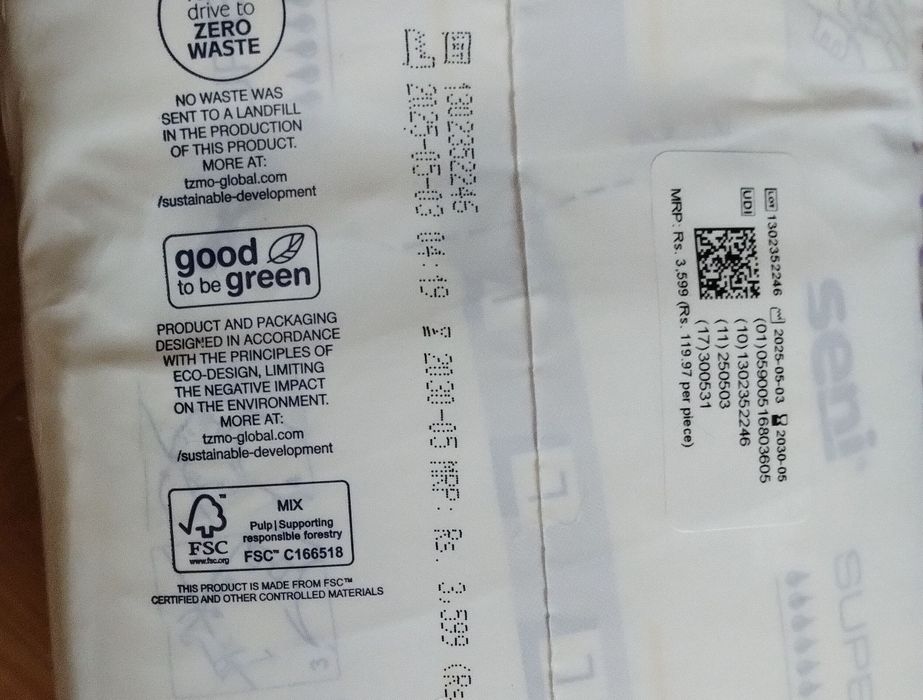 drive to
ZERO
WASTE
NO WASTE WAS
SENT TO A LANDFILL
IN THE PRODUCTION
OF THIS PRODUCT.
MORE AT:
tzmo-global.com
/sustainable-development
good
to be green
PRODUCT AND PACKAGING
DESIGNED IN ACCORDANCE
WITH THE PRINCIPLES OF
ECO-DESIGN, LIMITING
THE NEGATIVE IMPACT
ON THE ENVIRONMENT.
MORE AT:
tzmo-global.com
/sustainable-development
FSC™
www.fsc.org
MIX
Pulp | Supporting
responsible forestry
FSC™ C166518
THIS PRODUCT IS MADE FROM FSC™
CERTIFIED AND OTHER CONTROLLED MATERIALS
LOT 1302352246
2025-05-03 04:19 2030-05 MRP: Rs. 3,599 (Rs
LOT 1302352246 2025-05-03 2030-05
UDI
(01)05900516803605
(10)1302352246
(11)250503
(17)300531
MRP: Rs. 3,599 (Rs. 119.97 per piece)
seni